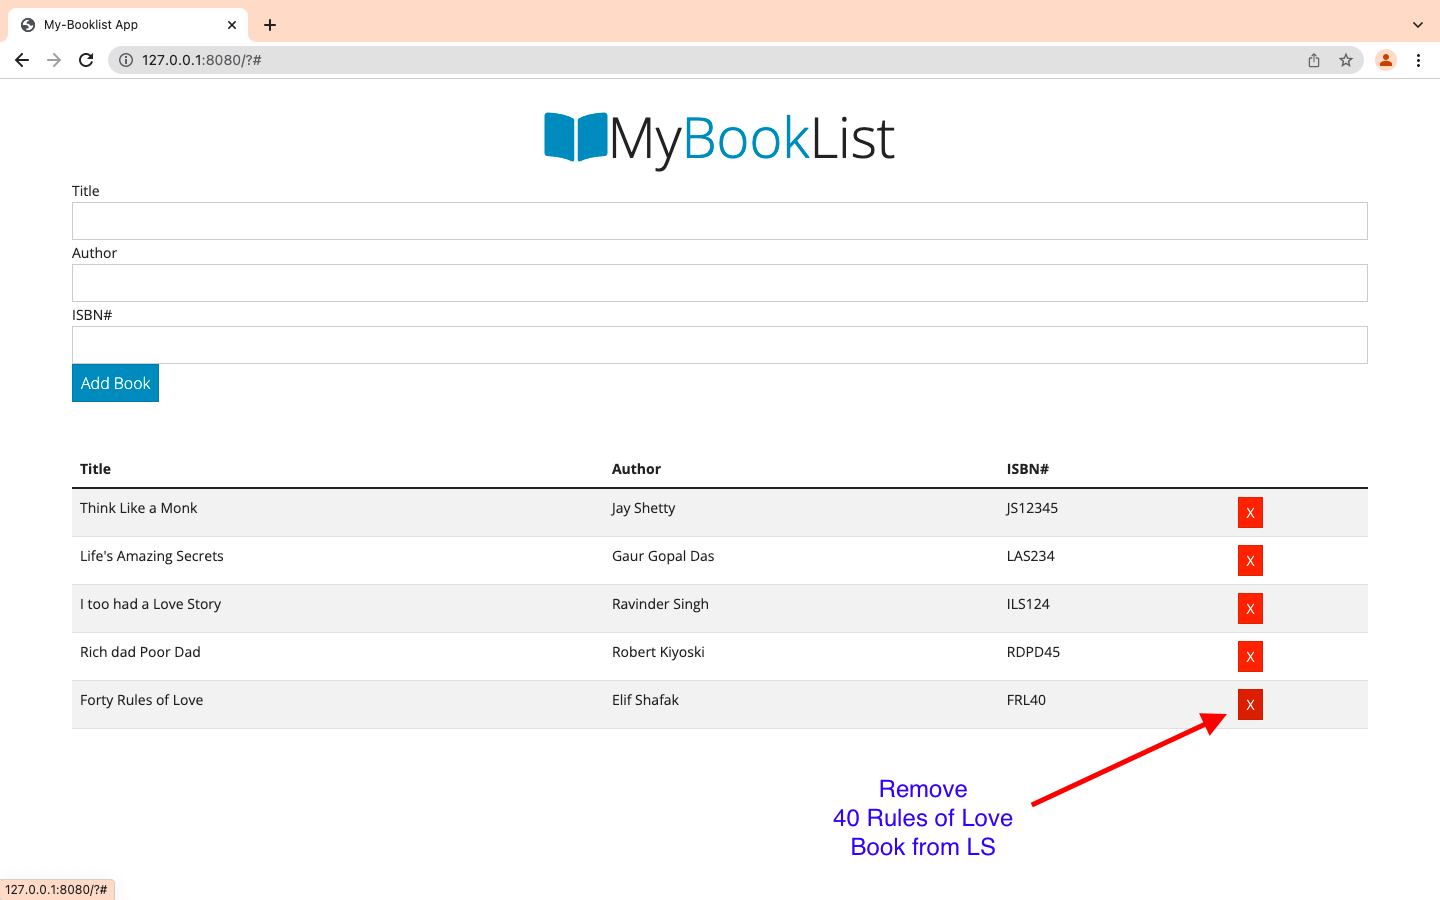 My-Booklist App
127.0.0.1:8080/?#
MyBookList
Title
Author
ISBN#
Add Book
Title Author ISBN#
Think Like a Monk Jay Shetty JS12345 X
Life's Amazing Secrets Gaur Gopal Das LAS234 X
I too had a Love Story Ravinder Singh ILS124 X
Rich dad Poor Dad Robert Kiyoski RDPD45 X
Forty Rules of Love Elif Shafak FRL40 X
Remove
40 Rules of Love
Book from LS
127.0.0.1:8080/?#